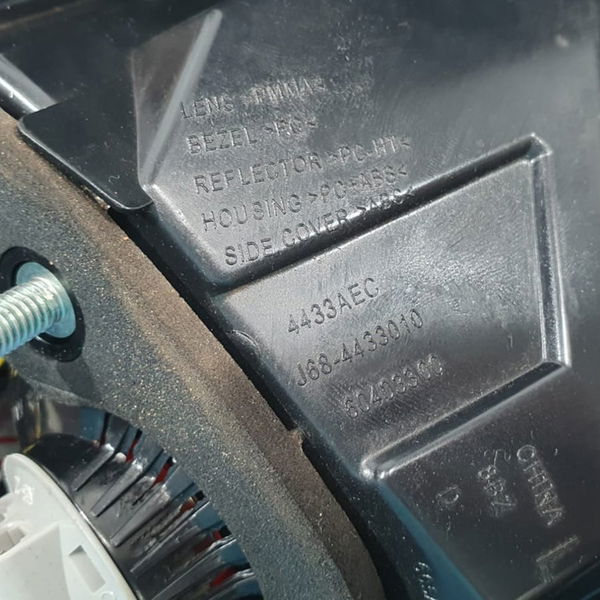 LENS >PMMA<
BEZEL >PC<
REFLECTOR >PC-HT<
HOUSING >PC+ABS<
SIDE COVER >ABS<
4433AEC
J68-4433010
CHINA
D
L